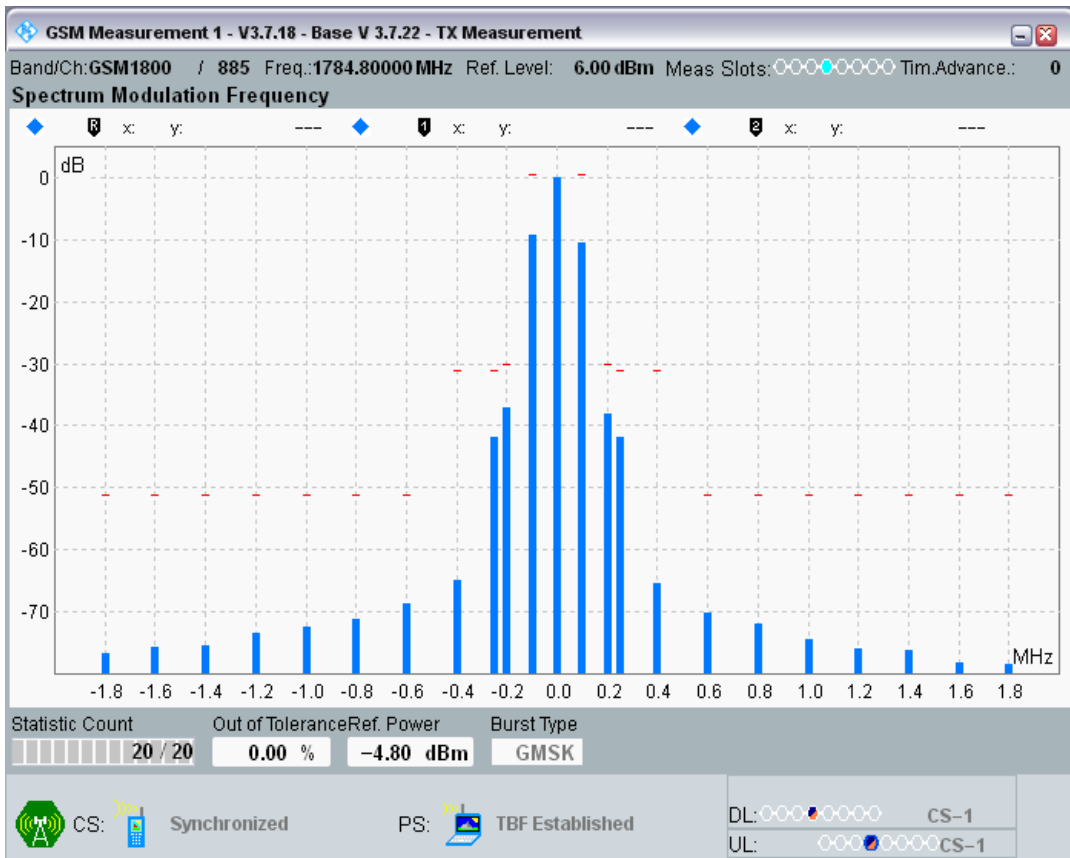 GSM Measurement 1 - V3.7.18 - Base V 3.7.22 - TX Measurement
Band/Ch:GSM1800 / 885 Freq.:1784.80000 MHz Ref. Level: 6.00 dBm Meas Slots: Tim.Advance.: 0
Spectrum Modulation Frequency
R x: y: --- 1 x: y: --- 2 x: y: ---
dB
0
-10
-20
-30
-40
-50
-60
-70
MHz
-1.8 -1.6 -1.4 -1.2 -1.0 -0.8 -0.6 -0.4 -0.2 0.0 0.2 0.4 0.6 0.8 1.0 1.2 1.4 1.6 1.8
Statistic Count Out of Tolerance Ref. Power Burst Type
20 / 20 0.00 % -4.80 dBm GMSK
CS: Synchronized PS: TBF Established
DL: CS-1
UL: CS-1